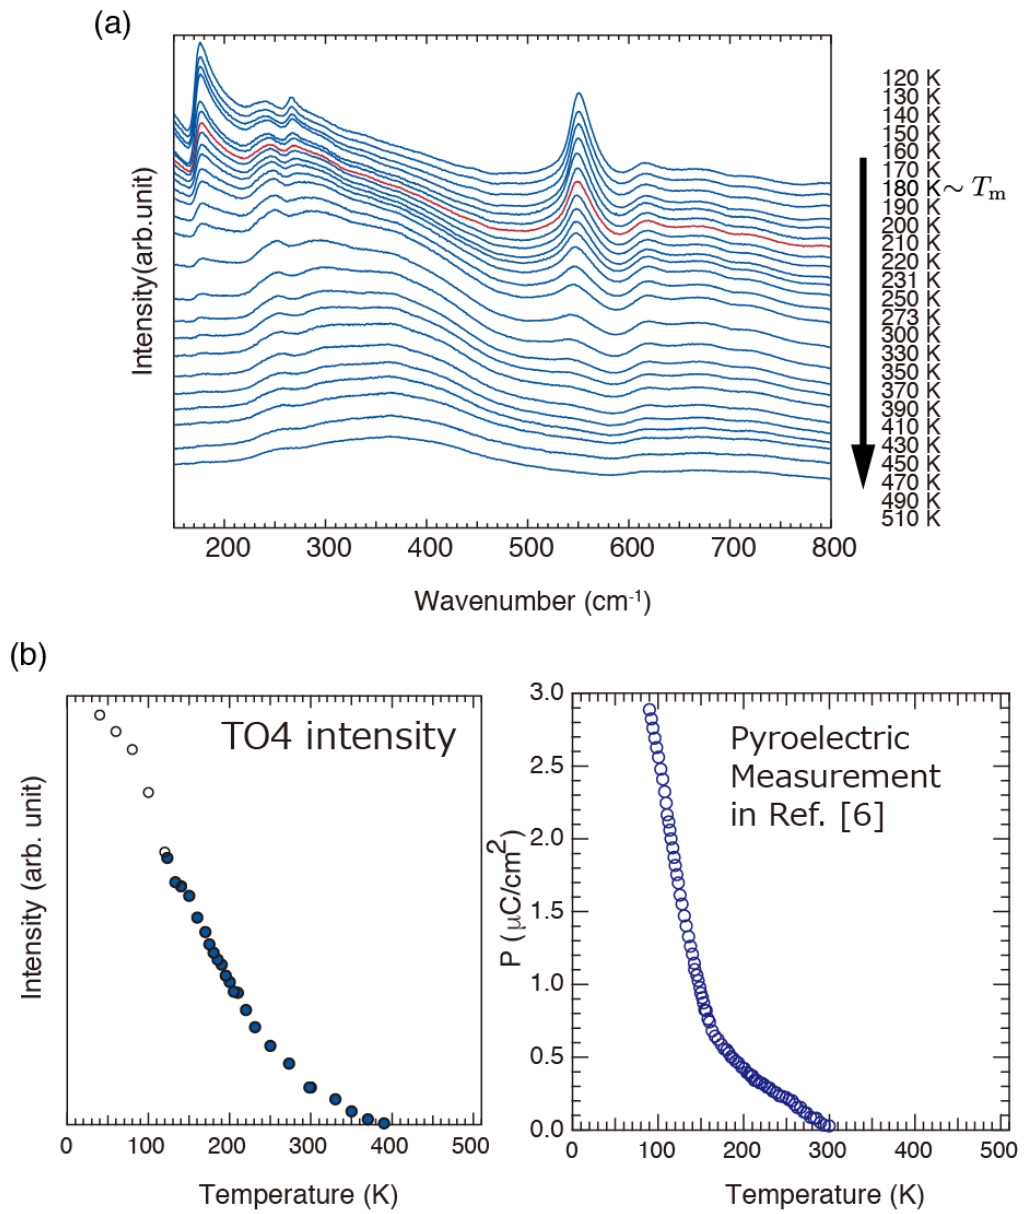 (a)
Intensity(arb.unit)
120 K
130 K
140 K
150 K
160 K
170 K
180 K ∼ Tm
190 K
200 K
210 K
220 K
231 K
250 K
273 K
300 K
330 K
350 K
370 K
390 K
410 K
430 K
450 K
470 K
490 K
510 K
200 300 400 500 600 700 800
Wavenumber (cm-1)
(b)
TO4 intensity
Intensity (arb. unit)
0 100 200 300 400 500
Temperature (K)
3.0
2.5
2.0
1.5
1.0
0.5
0.0
P ( μC/cm2)
Pyroelectric
Measurement
in Ref. [6]
0 100 200 300 400 500
Temperature (K)